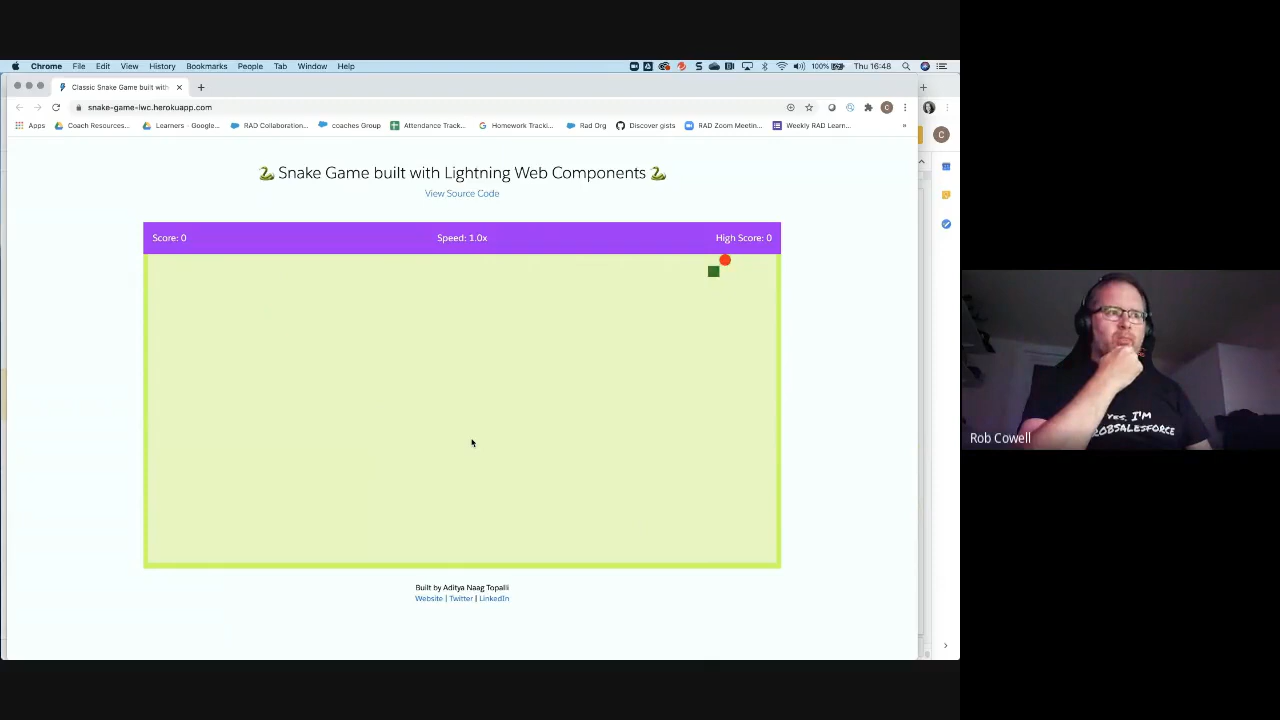 Chrome File Edit View History Bookmarks People Tab Window Help
100% Thu 16:48
Classic Snake Game built with
snake-game-lwc.herokuapp.com
C
Apps Coach Resources... Learners - Google... RAD Collaboration... coaches Group Attendance Track... Homework Tracki... Rad Org Discover gists RAD Zoom Meetin... Weekly RAD Learn... »
C
Snake Game built with Lightning Web Components
View Source Code
Score: 0 Speed: 1.0x High Score: 0
YES, I'M
ROBSALESFORCE
Rob Cowell
Built by Aditya Naag Topalli
Website | Twitter | LinkedIn